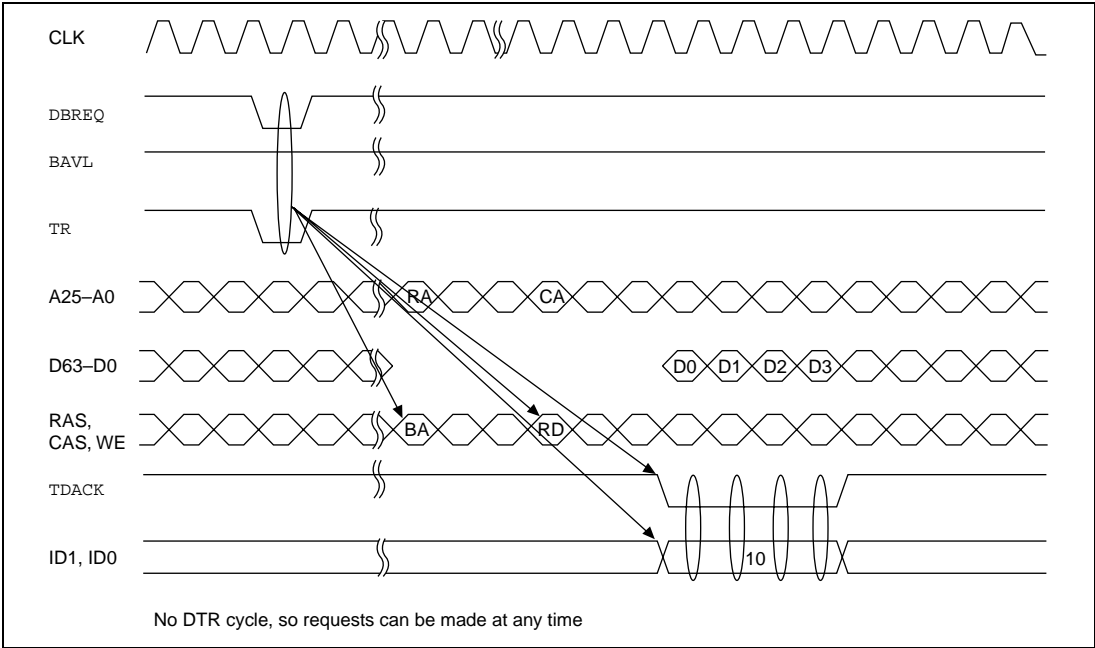 CLK
DBREQ
BAVL
TR
A25–A0
RA
CA
D63–D0
D0
D1
D2
D3
RAS,
CAS, WE
BA
RD
TDACK
ID1, ID0
10
No DTR cycle, so requests can be made at any time